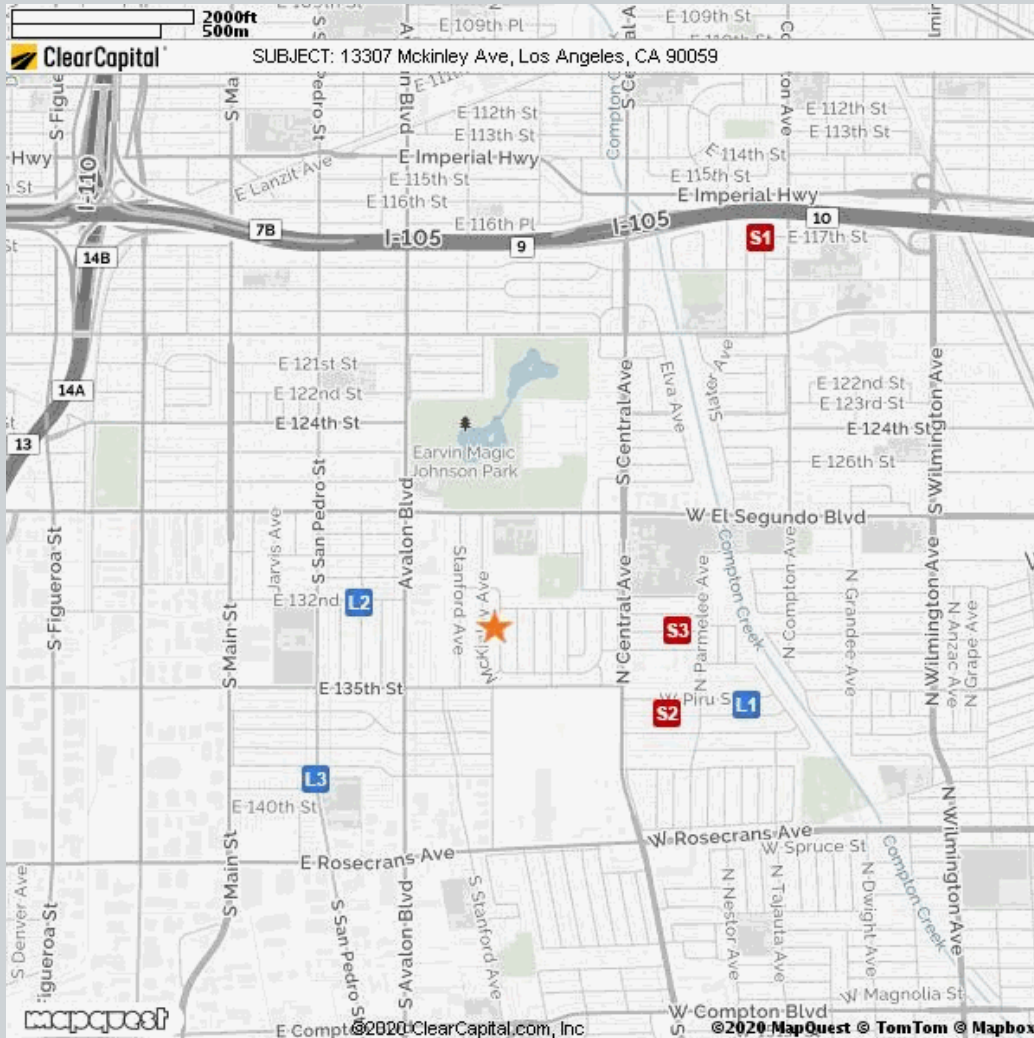 2000ft
500m
E 109th Pl
E 109th St
ClearCapital
SUBJECT: 13307 Mckinley Ave, Los Angeles, CA 90059
E 112th St
E 113th St
E 112th St
E 113th St
Hwy
E Imperial Hwy
E 114th St
E Lanzit Ave
E 115th St
E 115th St
I-110
E 116th St
E Imperial Hwy
E 116th Pl
I-105
10
7B
I-105
9
S1
E 117th St
14B
E 121st St
14A
E 122nd St
E 122nd St
E 123rd St
E 124th St
E 124th St
13
Earvin Magic
Johnson Park
E 126th St
Elva Ave
Slater Ave
S Central Ave
S Wilmington Ave
S San Pedro St
Avalon Blvd
W El Segundo Blvd
Jarvis Ave
Stanford Ave
Compton Creek
N Compton Ave
N Parmelee Ave
N Grandee Ave
N Wilmington Ave
N Anzac Ave
N Grape Ave
S Figueroa St
S Main St
N Central Ave
E 132nd
L2
S3
E 135th St
W Piru S
L1
S2
L3
E 140th St
W Rosecrans Ave
E Rosecrans Ave
W Spruce St
S Denver Ave
S Main St
S Avalon Blvd
S Stanford Ave
N Nestor Ave
N Tajauta Ave
N Dwight Ave
Compton Creek
N Wilmington Ave
W Magnolia St
W Compton Blvd
mapquest
E Compt
©2020 ClearCapital.com, Inc
©2020 MapQuest © TomTom © Mapbox